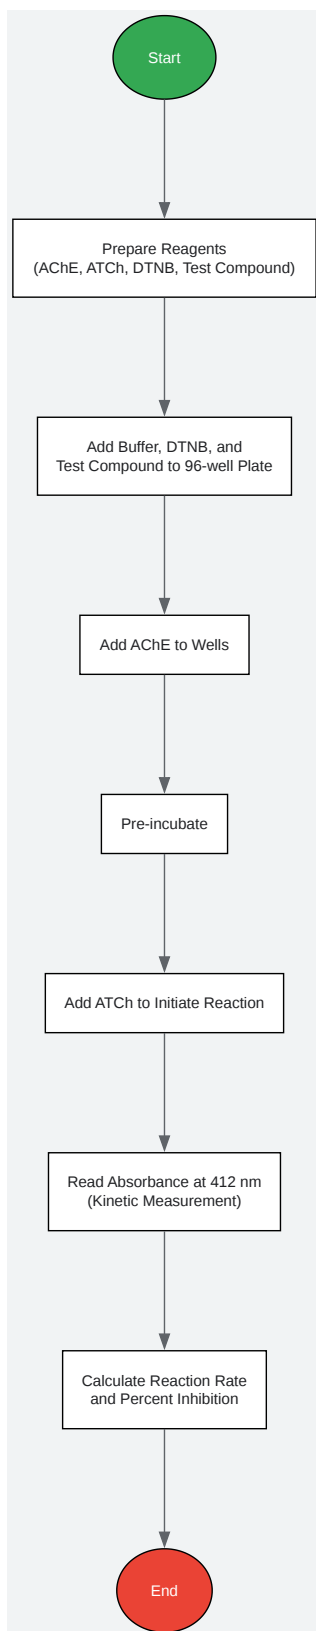 Start
Prepare Reagents
(AChE, ATCh, DTNB, Test Compound)
Add Buffer, DTNB, and
Test Compound to 96-well Plate
Add AChE to Wells
Pre-incubate
Add ATCh to Initiate Reaction
Read Absorbance at 412 nm
(Kinetic Measurement)
Calculate Reaction Rate
and Percent Inhibition
End